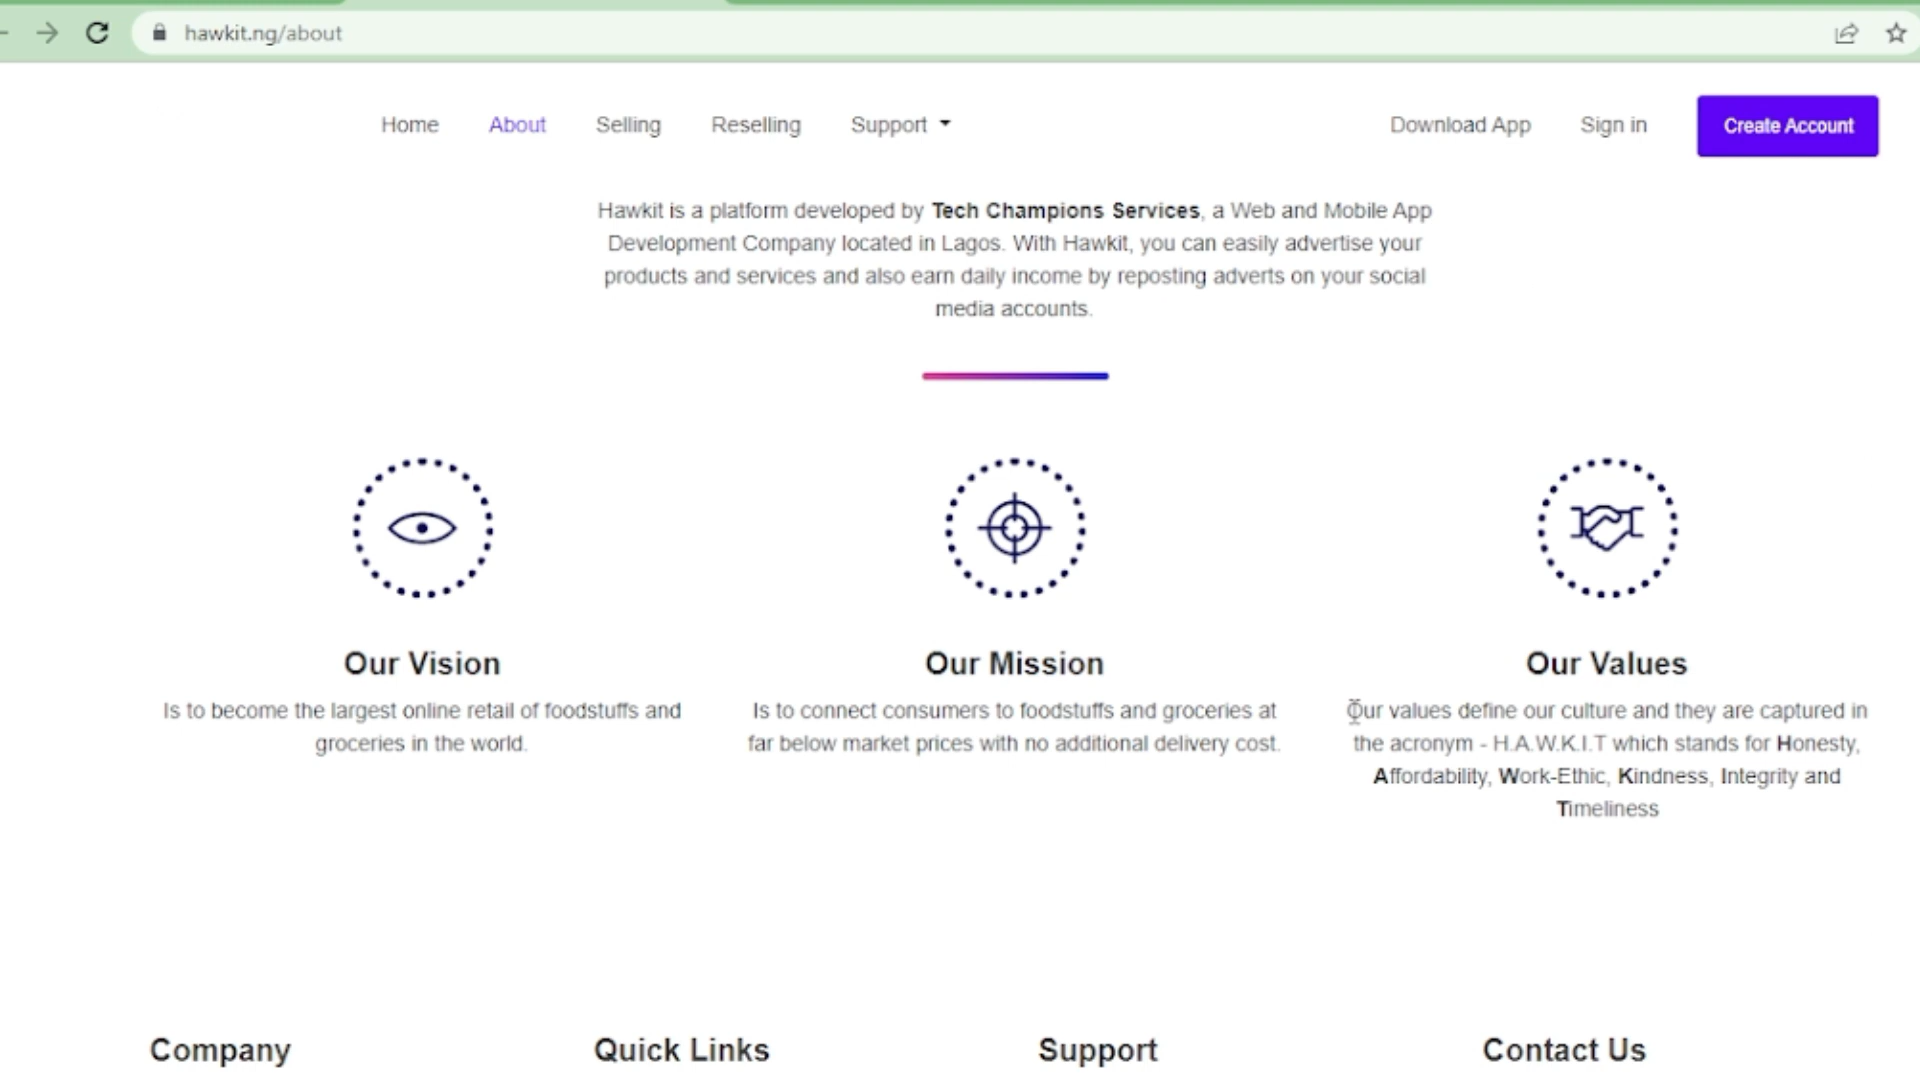 hawkit.ng/about
Home About Selling Reselling Support Download App Sign in Create Account
Hawkit is a platform developed by Tech Champions Services, a Web and Mobile App
Development Company located in Lagos. With Hawkit, you can easily advertise your
products and services and also earn daily income by reposting adverts on your social
media accounts.
Our Vision
Is to become the largest online retail of foodstuffs and
groceries in the world.
Our Mission
Is to connect consumers to foodstuffs and groceries at
far below market prices with no additional delivery cost.
Our Values
Our values define our culture and they are captured in
the acronym - H.A.W.K.I.T which stands for Honesty,
Affordability, Work-Ethic, Kindness, Integrity and
Timeliness
Company Quick Links Support Contact Us